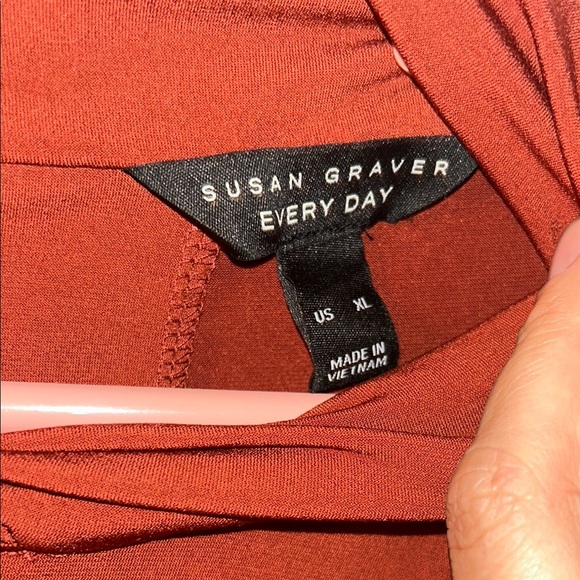 SUSAN GRAVER
EVERY DAY
US XL
MADE IN
VIETNAM